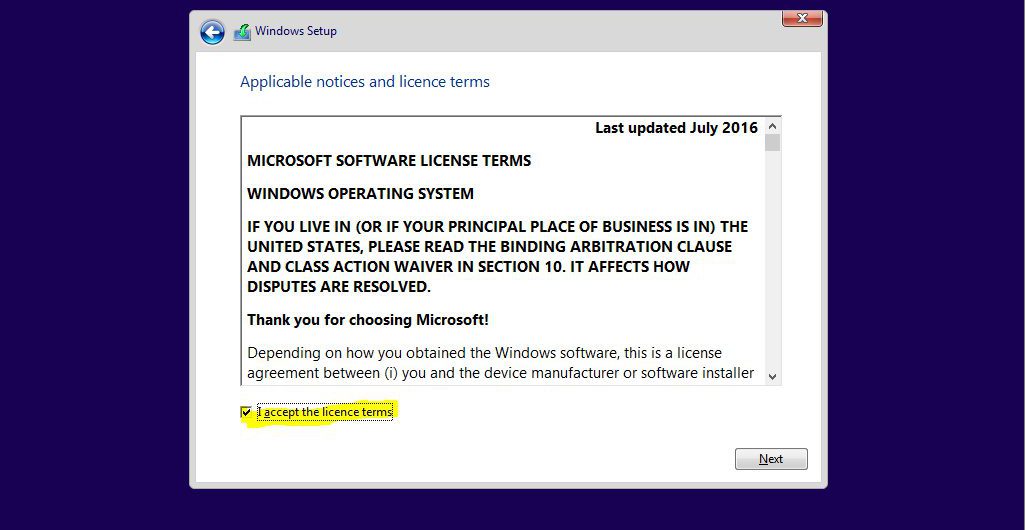 Windows Setup
Applicable notices and licence terms
Last updated July 2016
MICROSOFT SOFTWARE LICENSE TERMS
WINDOWS OPERATING SYSTEM
IF YOU LIVE IN (OR IF YOUR PRINCIPAL PLACE OF BUSINESS IS IN) THE
UNITED STATES, PLEASE READ THE BINDING ARBITRATION CLAUSE
AND CLASS ACTION WAIVER IN SECTION 10. IT AFFECTS HOW
DISPUTES ARE RESOLVED.
Thank you for choosing Microsoft!
Depending on how you obtained the Windows software, this is a license
agreement between (i) you and the device manufacturer or software installer
I accept the licence terms
Next